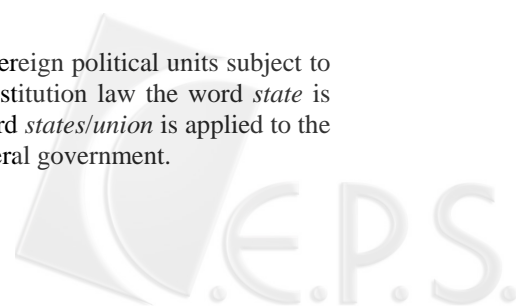 ereign political units subject to
stitution law the word state is
rd states/union is applied to the
eral government.
C.E.P.S.